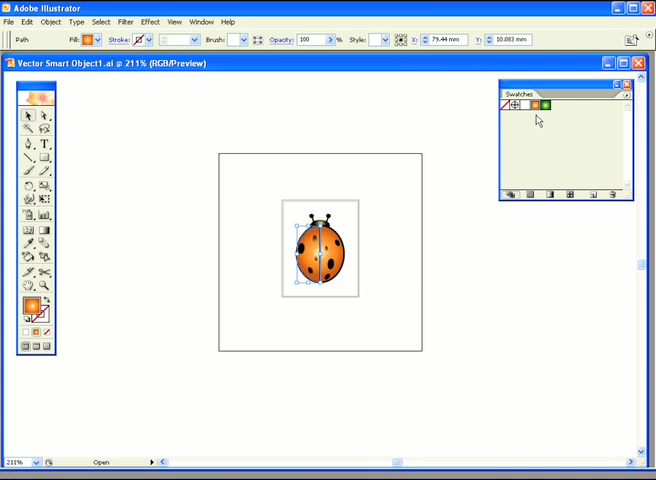 Adobe Illustrator
File Edit Object Type Select Filter Effect View Window Help
Path Fill: Stroke: Brush: Opacity: 100 % Style: X: 79.44 mm Y: 10.083 mm
Vector Smart Object1.ai @ 211% (RGB/Preview)
Swatches
T
211% Open